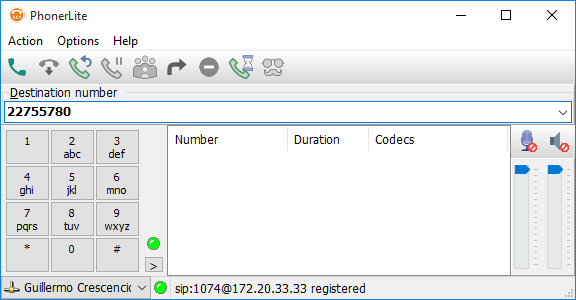 PhonerLite
Action Options Help
Destination number
22755780
1 2 abc 3 def
4 ghi 5 jkl 6 mno
7 pqrs 8 tuv 9 wxyz
* 0 #
>
Number Duration Codecs
Guillermo Crescencio sip:1074@172.20.33.33 registered